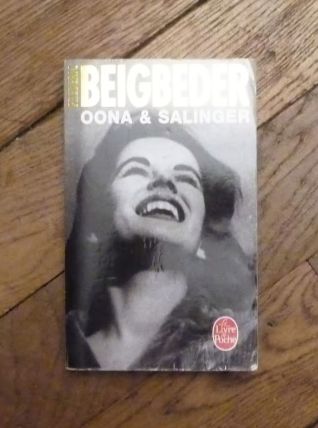 BEIGBEDER
OONA & SALINGER
Le
Livre
de
Poche